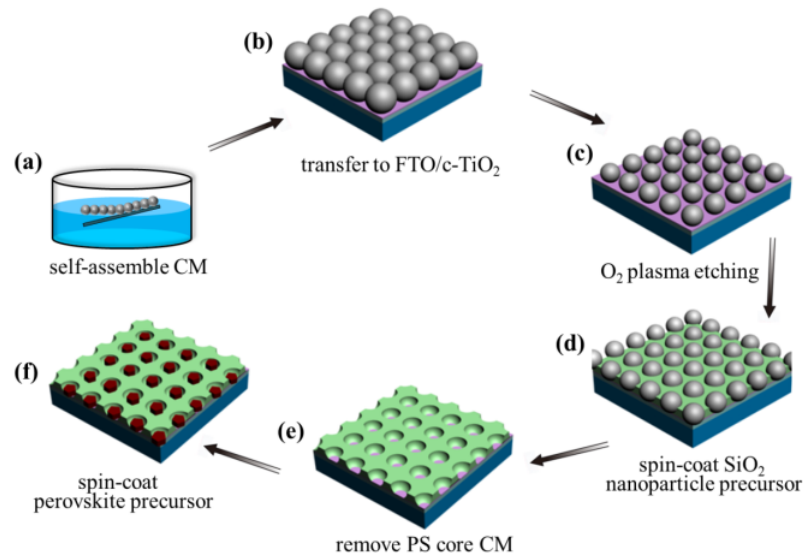 (a)
self-assemble CM
(b)
transfer to FTO/c-TiO₂
(c)
O₂ plasma etching
(d)
spin-coat SiO₂
nanoparticle precursor
(e)
remove PS core CM
(f)
spin-coat
perovskite precursor